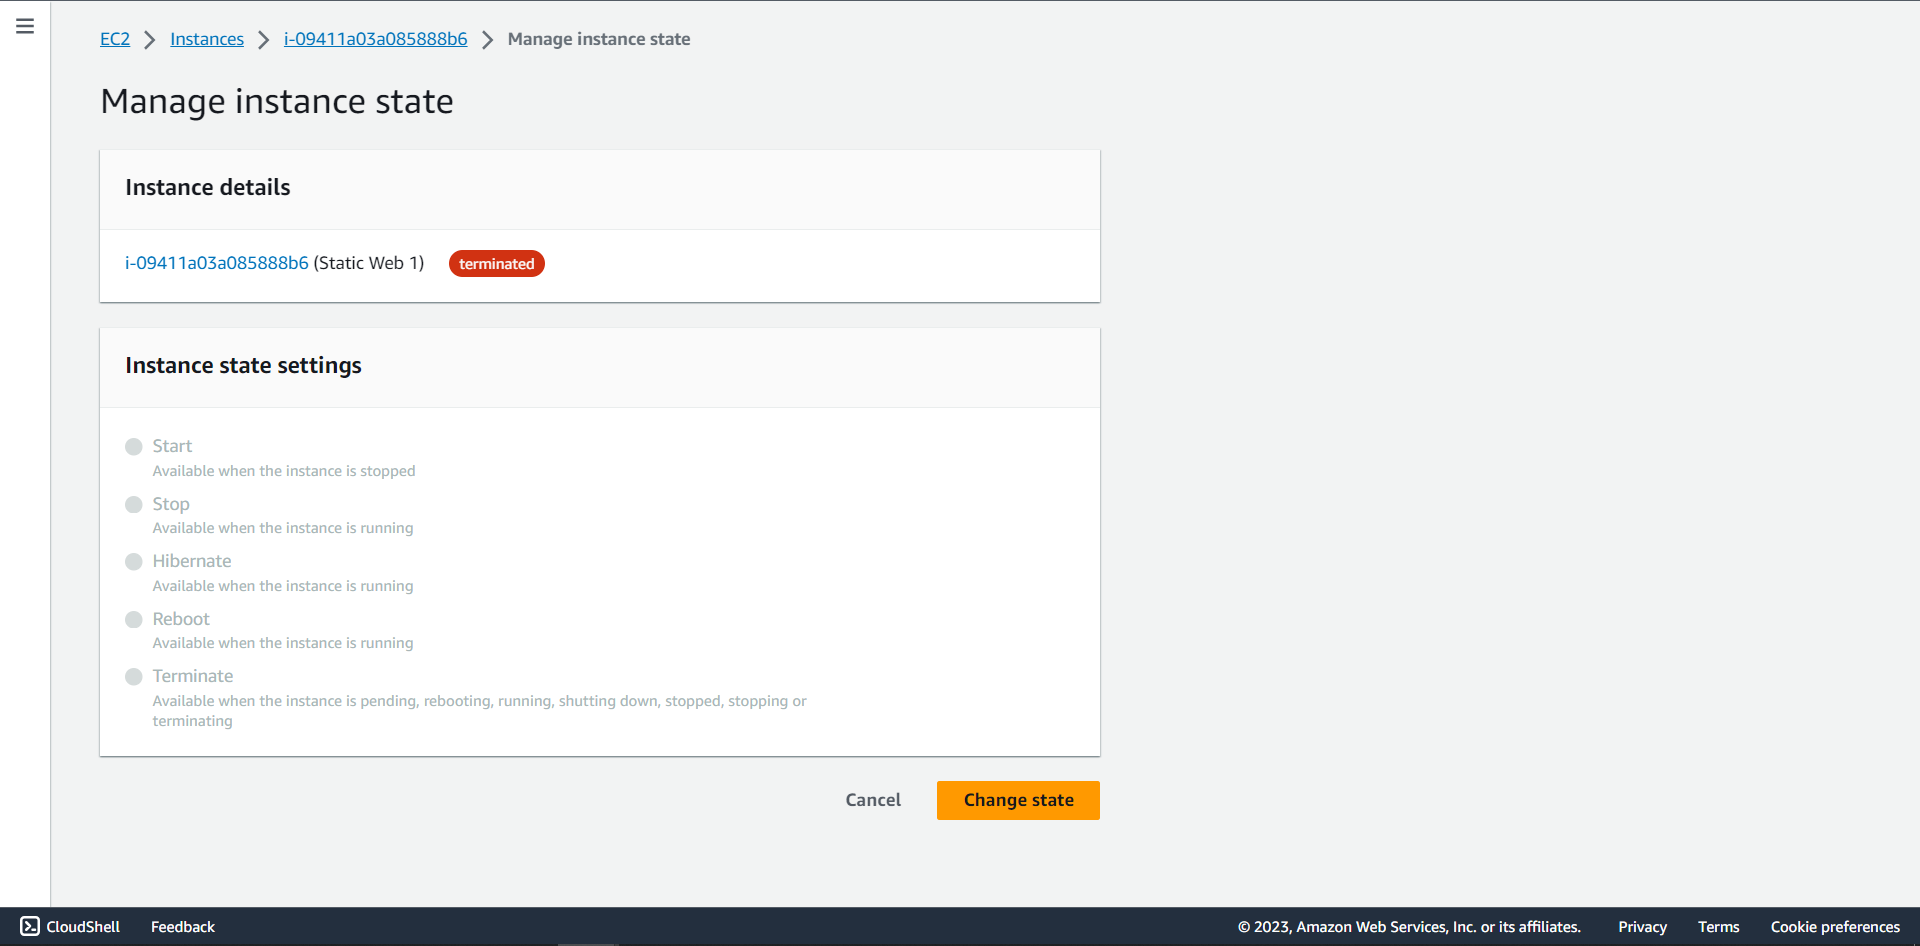 EC2 > Instances > i-09411a03a085888b6 > Manage instance state
Manage instance state
Instance details
i-09411a03a085888b6 (Static Web 1) terminated
Instance state settings
Start
Available when the instance is stopped
Stop
Available when the instance is running
Hibernate
Available when the instance is running
Reboot
Available when the instance is running
Terminate
Available when the instance is pending, rebooting, running, shutting down, stopped, stopping or
terminating
Cancel Change state
CloudShell Feedback © 2023, Amazon Web Services, Inc. or its affiliates. Privacy Terms Cookie preferences